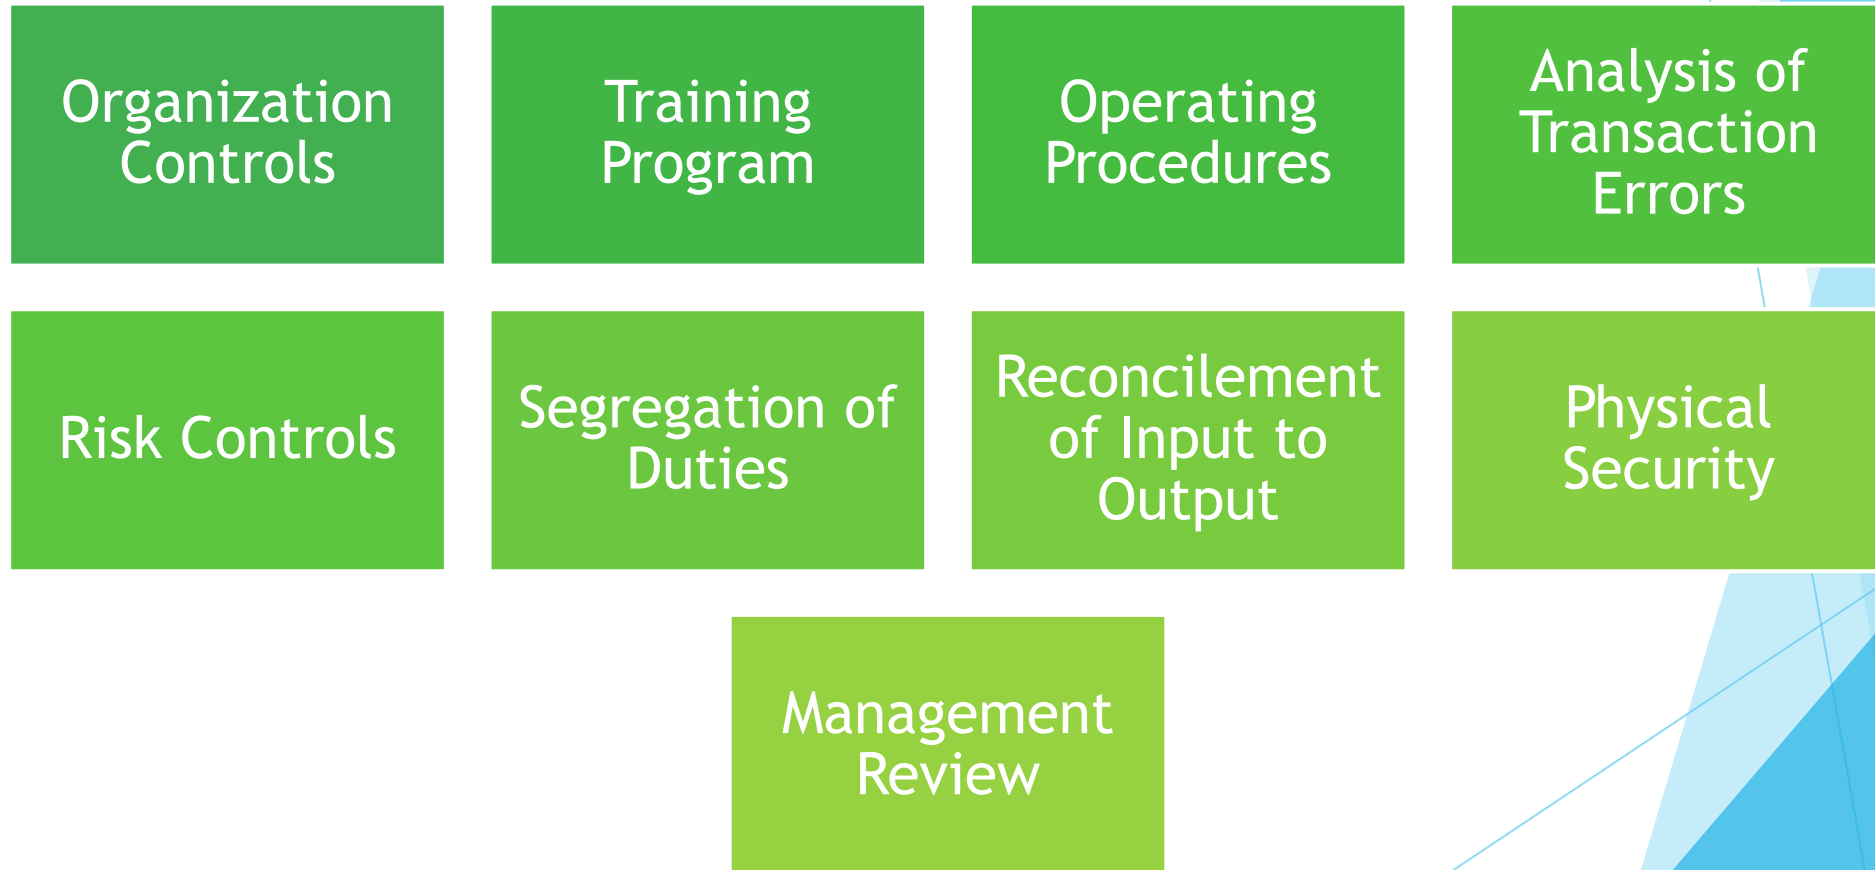 Organization
Controls
Training
Program
Operating
Procedures
Analysis of
Transaction
Errors
Risk Controls
Segregation of
Duties
Reconcilement
of Input to
Output
Physical
Security
Management
Review